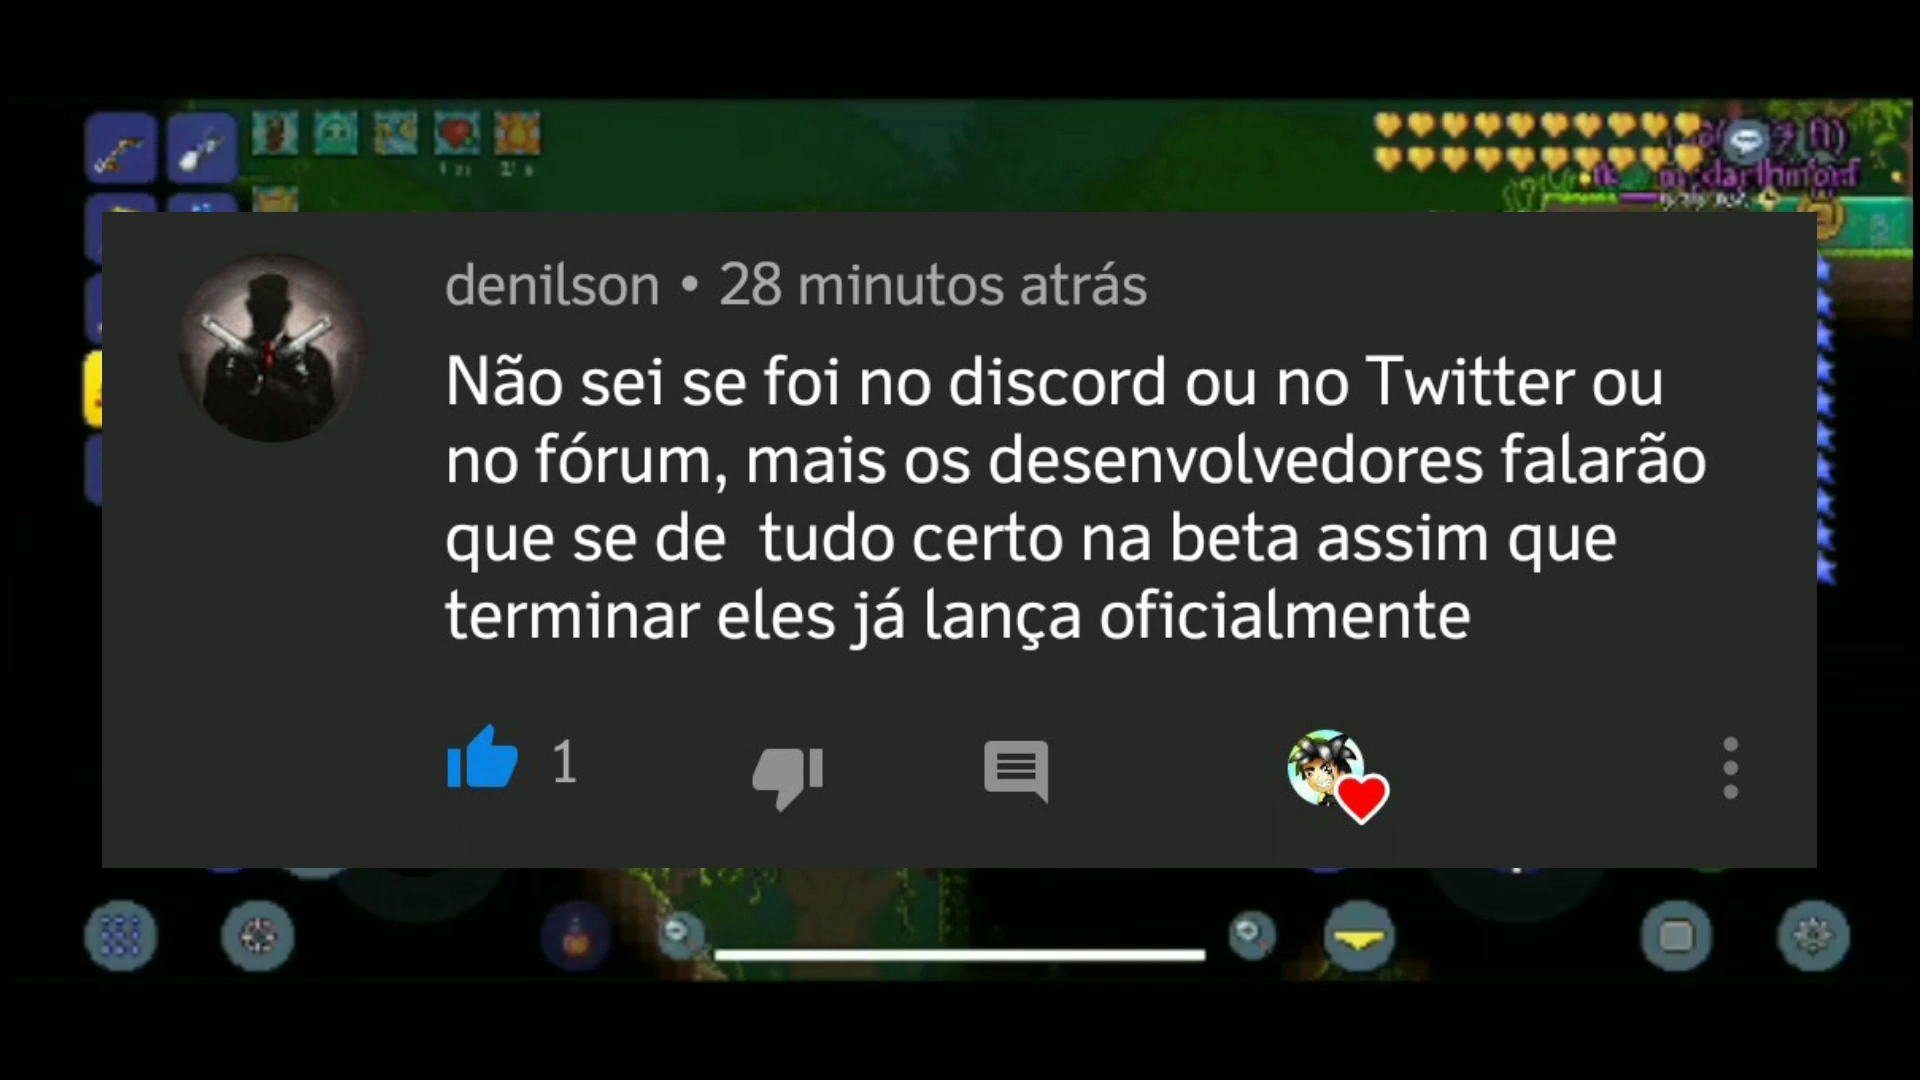 denilson • 28 minutos atrás
Não sei se foi no discord ou no Twitter ou
no fórum, mais os desenvolvedores falarão
que se de  tudo certo na beta assim que
terminar eles já lança oficialmente
1